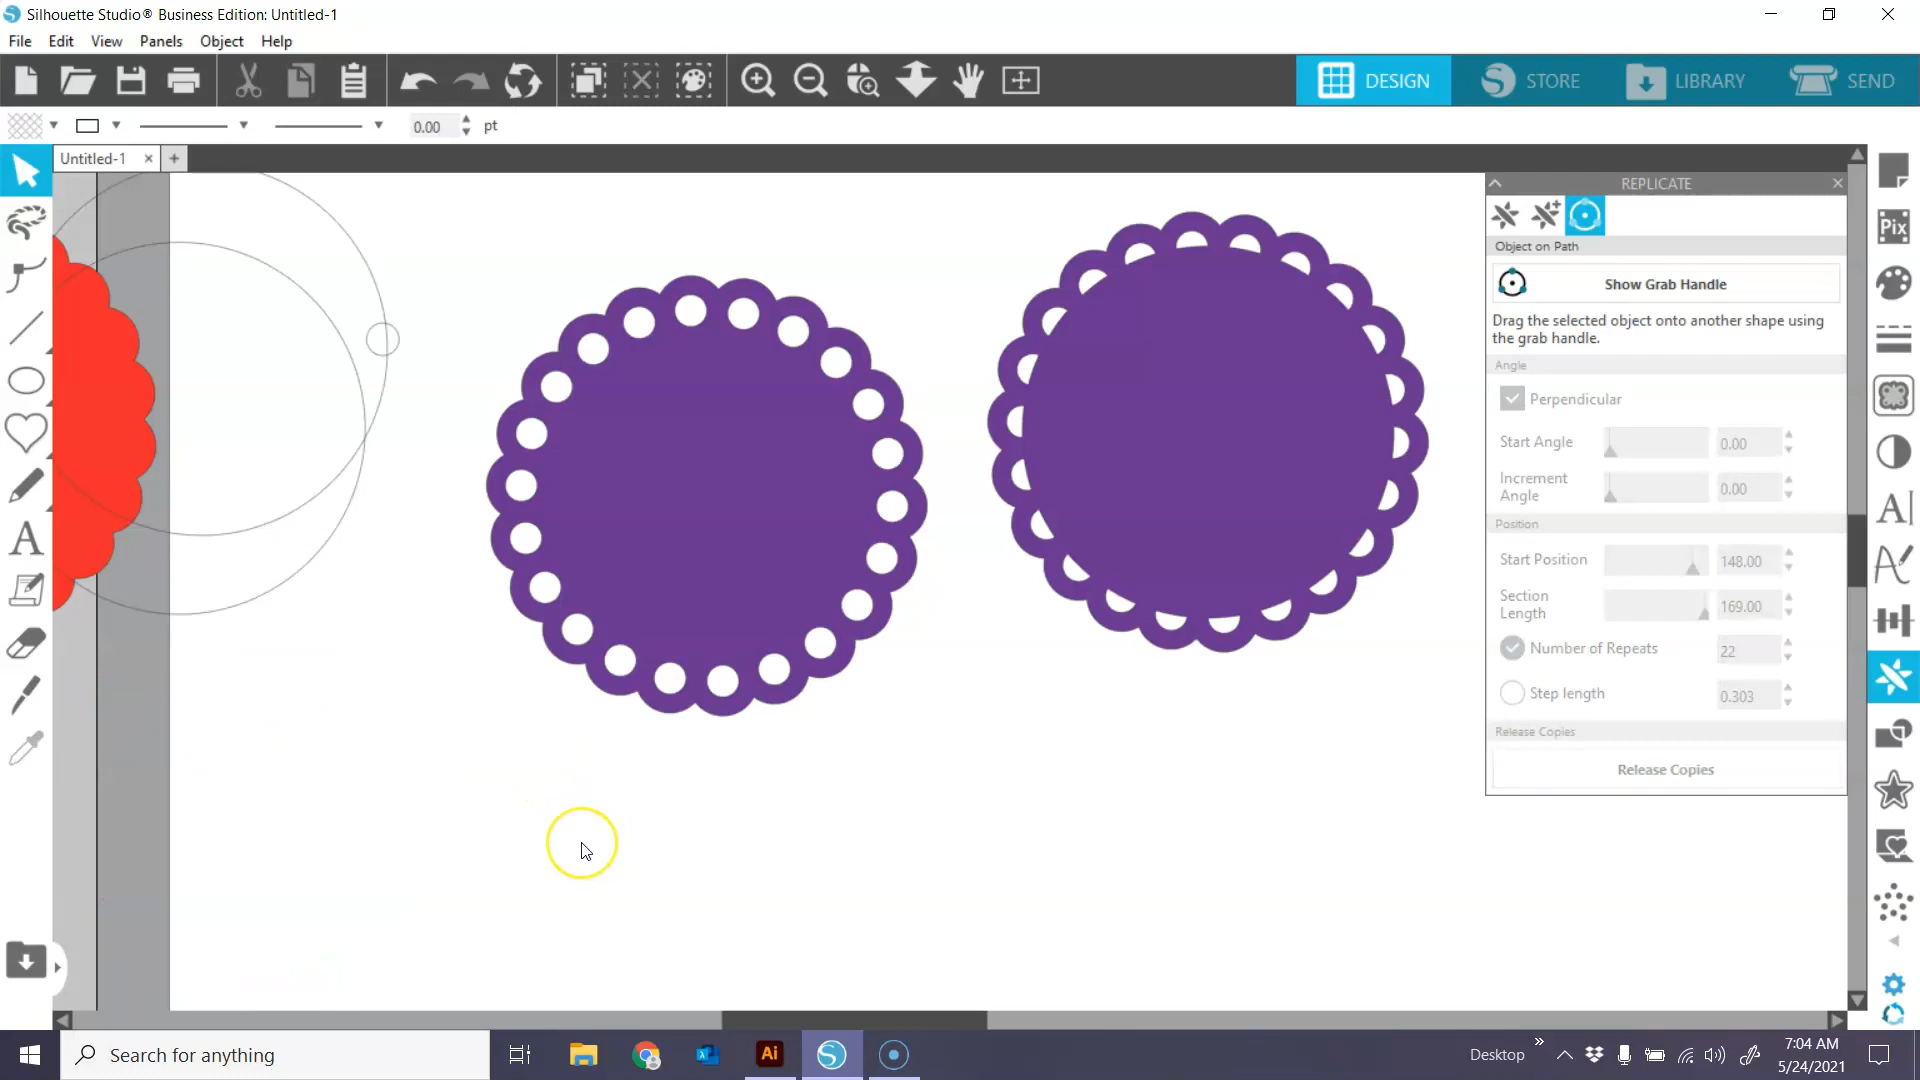 Silhouette Studio® Business Edition: Untitled-1
File Edit View Panels Object Help
DESIGN STORE LIBRARY SEND
0.00 pt
Untitled-1
REPLICATE
Object on Path
Show Grab Handle
Drag the selected object onto another shape using
the grab handle.
Angle
Perpendicular
Start Angle 0.00
Increment
Angle 0.00
Position
Start Position 148.00
Section
Length 169.00
Number of Repeats 22
Step length 0.303
Release Copies
Release Copies
Pix
A
A
Ai
Search for anything
Desktop
7:04 AM
5/24/2021